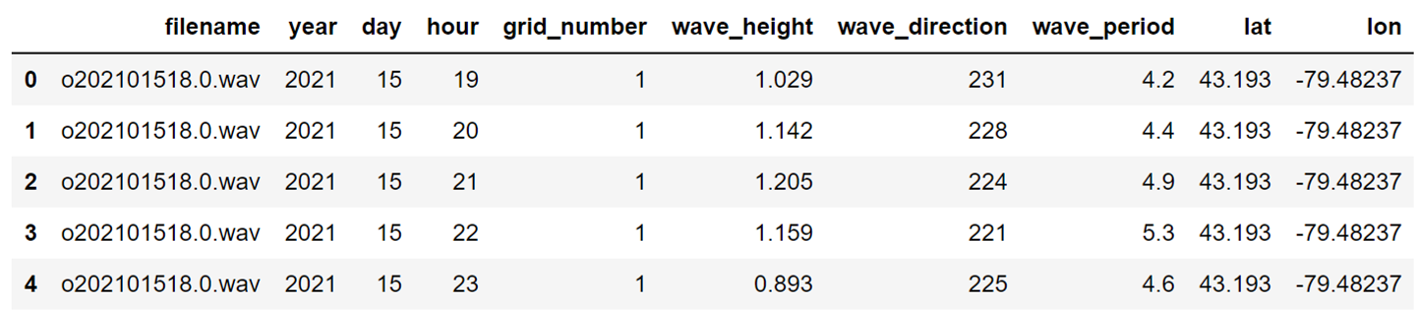 filename year day hour grid_number wave_height wave_direction wave_period lat lon
0 o202101518.0.wav 2021 15 19 1 1.029 231 4.2 43.193 -79.48237
1 o202101518.0.wav 2021 15 20 1 1.142 228 4.4 43.193 -79.48237
2 o202101518.0.wav 2021 15 21 1 1.205 224 4.9 43.193 -79.48237
3 o202101518.0.wav 2021 15 22 1 1.159 221 5.3 43.193 -79.48237
4 o202101518.0.wav 2021 15 23 1 0.893 225 4.6 43.193 -79.48237